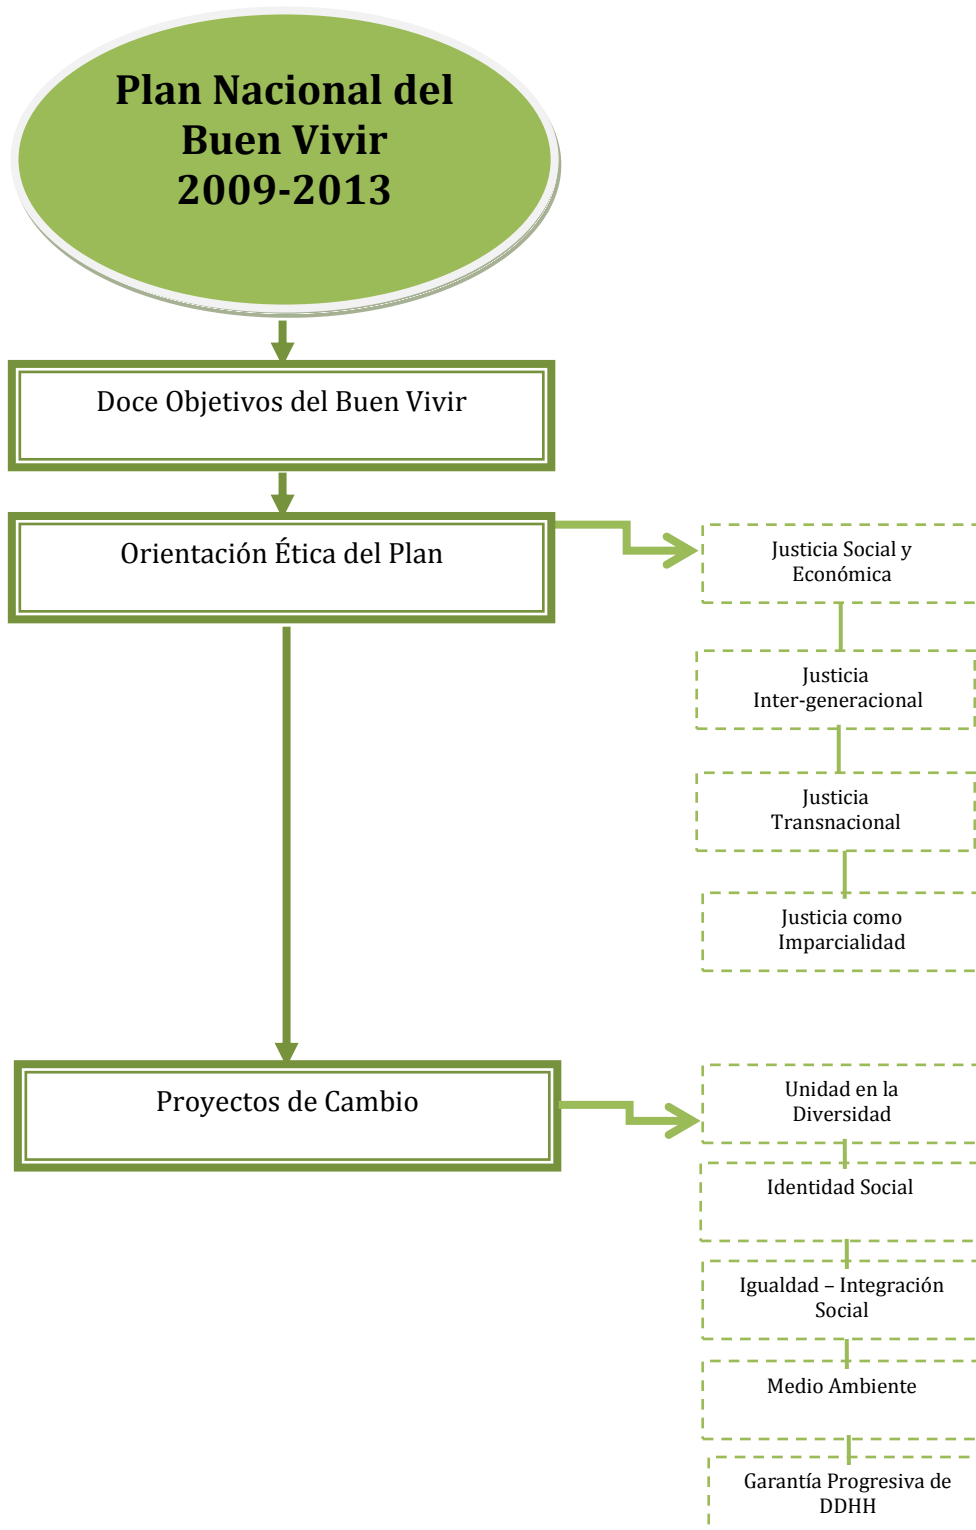 Plan Nacional del
Buen Vivir
2009-2013
Doce Objetivos del Buen Vivir
Orientación Ética del Plan
Justicia Social y
Económica
Justicia
Inter-generacional
Justicia
Transnacional
Justicia como
Imparcialidad
Proyectos de Cambio
Unidad en la
Diversidad
Identidad Social
Igualdad – Integración
Social
Medio Ambiente
Garantía Progresiva de
DDHH